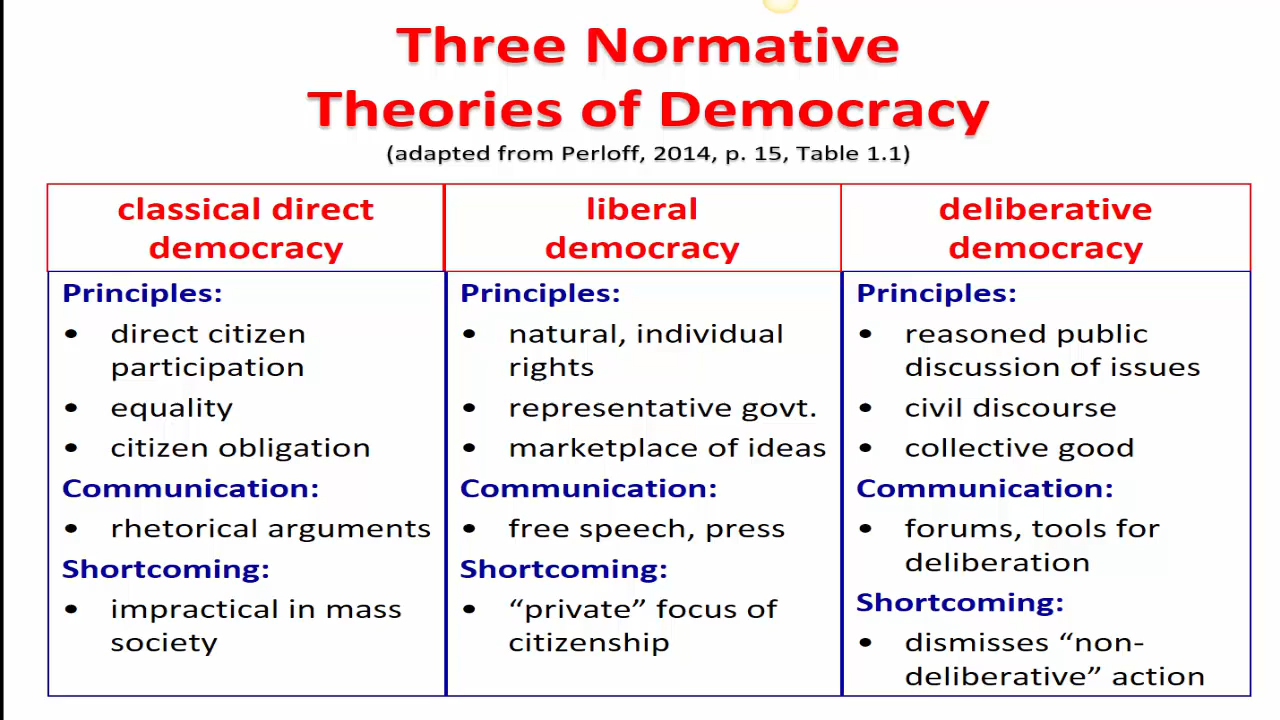 Three Normative
Theories of Democracy
(adapted from Perloff, 2014, p. 15, Table 1.1)
classical direct
democracy
Principles:
• direct citizen
participation
• equality
• citizen obligation
Communication:
• rhetorical arguments
Shortcoming:
• impractical in mass
society
liberal
democracy
Principles:
• natural, individual
rights
• representative govt.
• marketplace of ideas
Communication:
• free speech, press
Shortcoming:
• “private” focus of
citizenship
deliberative
democracy
Principles:
• reasoned public
discussion of issues
• civil discourse
• collective good
Communication:
• forums, tools for
deliberation
Shortcoming:
• dismisses “non-
deliberative” action